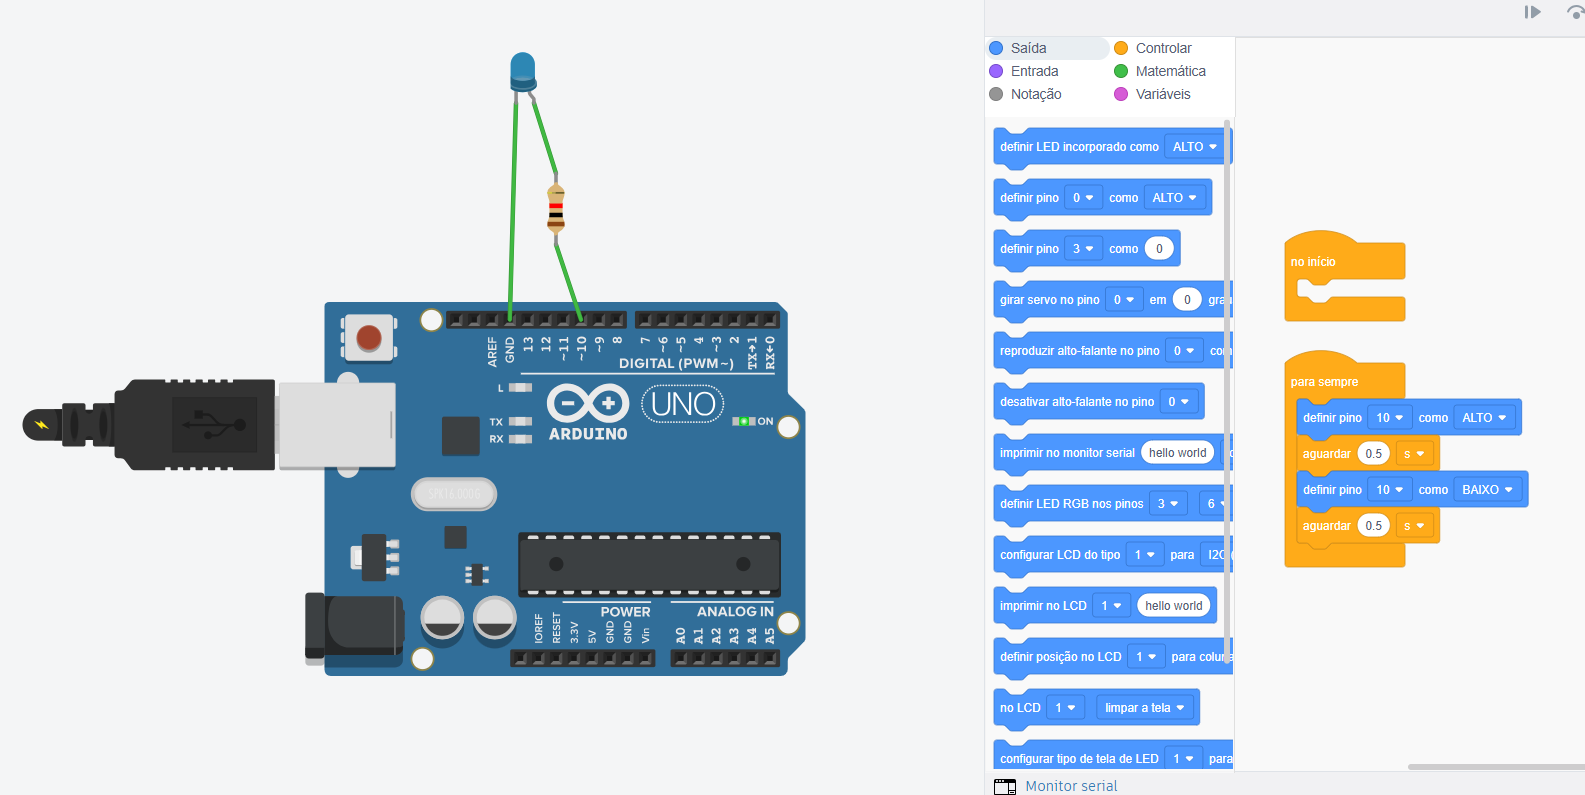 AREF
GND
13
12
~11
~10
~9
8
7
~6
~5
4
~3
2
TX→1
RX←0
DIGITAL (PWM~)
L
TX
RX
ARDUINO
UNO
ON
SPK16.000G
IOREF
RESET
3.3V
5V
GND
GND
Vin
POWER
A0
A1
A2
A3
A4
A5
ANALOG IN
Saída
Controlar
Entrada
Matemática
Notação
Variáveis
definir LED incorporado como ALTO
definir pino 0 como ALTO
definir pino 3 como 0
girar servo no pino 0 em 0 grau
reproduzir alto-falante no pino 0 com
desativar alto-falante no pino 0
imprimir no monitor serial hello world
definir LED RGB nos pinos 3 6
configurar LCD do tipo 1 para I2C
imprimir no LCD 1 hello world
definir posição no LCD 1 para coluna
no LCD 1 limpar a tela
configurar tipo de tela de LED 1 para
Monitor serial
no início
para sempre
definir pino 10 como ALTO
aguardar 0.5 s
definir pino 10 como BAIXO
aguardar 0.5 s